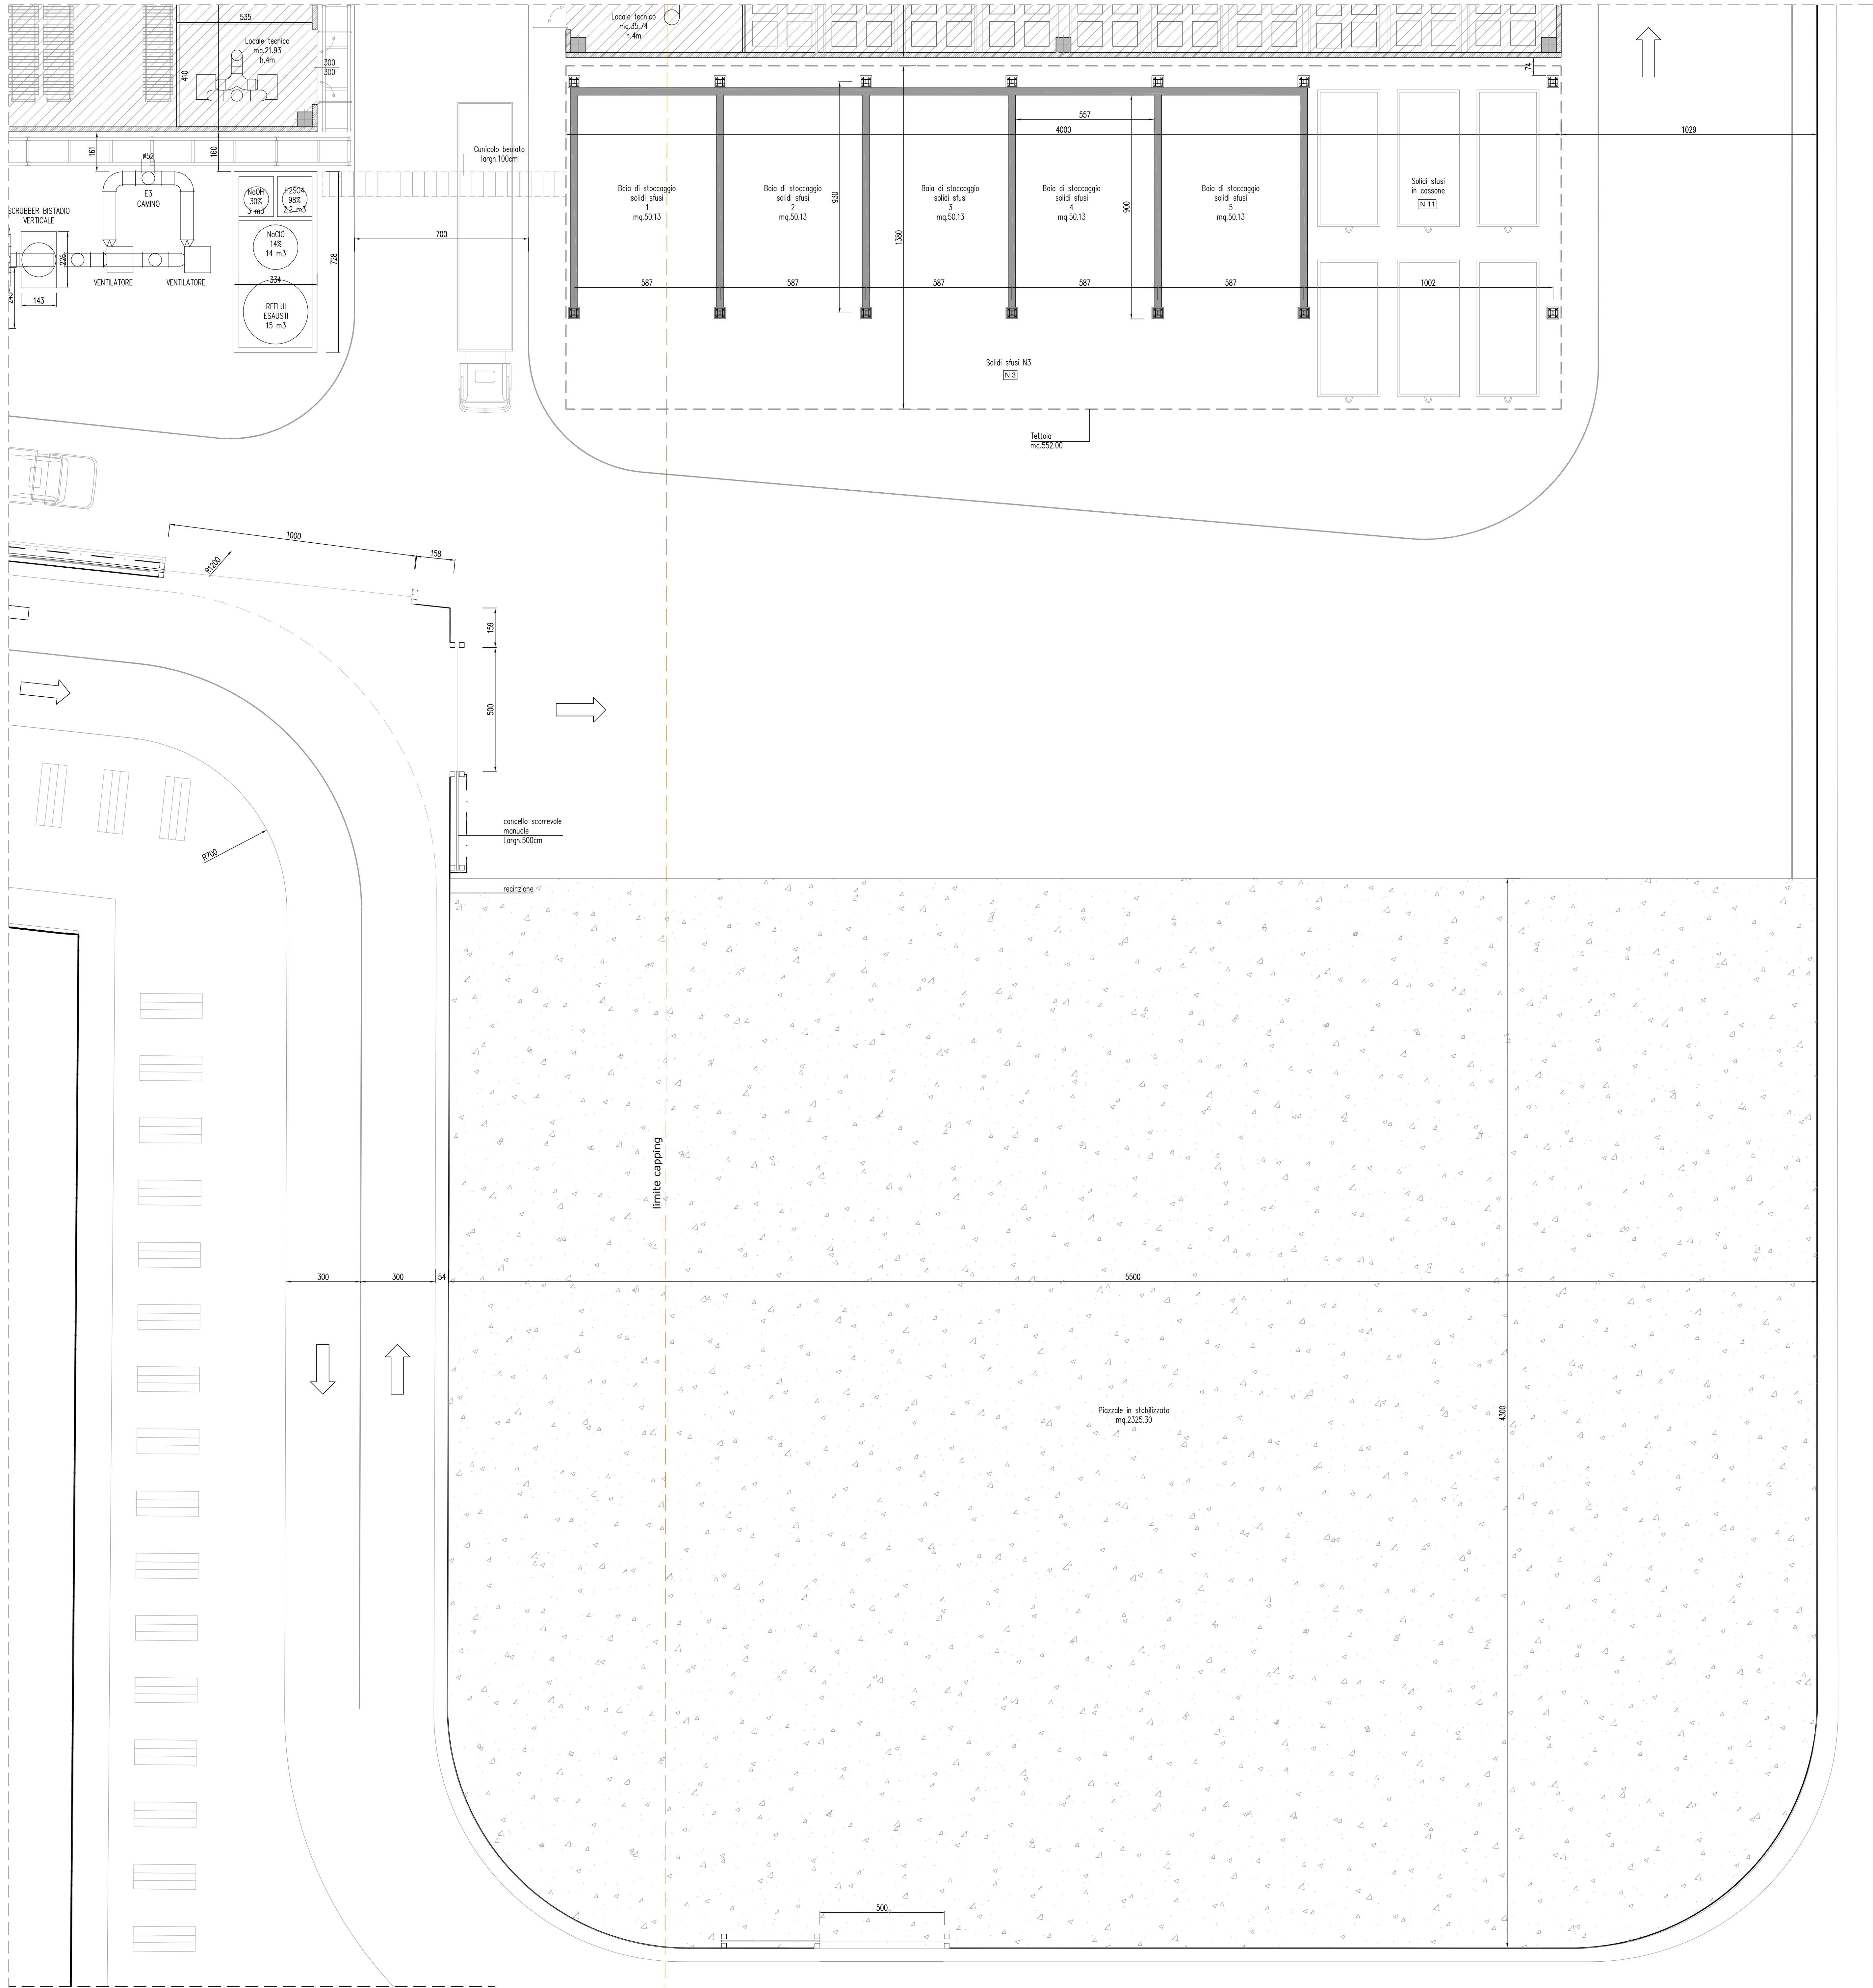 535
Locale tecnico
mq.21,93
h.4m
300
300
410
Locale tecnico
mq.35,74
h.4m
74
557
4000
1029
161
160
ø52
Cunicolo beolato
largh.100cm
E3
CAMINO
NaOH
30%
3 m3
H2SO4
98%
2,2 m3
SCRUBBER BISTADIO
VERTICALE
NaClO
14%
14 m3
226
728
334
VENTILATORE
VENTILATORE
143
243
REFLUI
ESAUSTI
15 m3
700
Baia di stoccaggio
solidi sfusi
1
mq.50.13
Baia di stoccaggio
solidi sfusi
2
mq.50.13
930
1380
Baia di stoccaggio
solidi sfusi
3
mq.50.13
Baia di stoccaggio
solidi sfusi
4
mq.50.13
900
Baia di stoccaggio
solidi sfusi
5
mq.50.13
Solidi sfusi
in cassone
N 11
587
587
587
587
587
1002
Solidi sfusi N3
N 3
Tettoia
mq.552.00
1000
158
R1200
159
500
cancello scorrevole
manuale
Largh.500cm
R700
recinzione
limite capping
300
300
54
5500
4300
Piazzale in stabilizzato
mq.2325.30
500